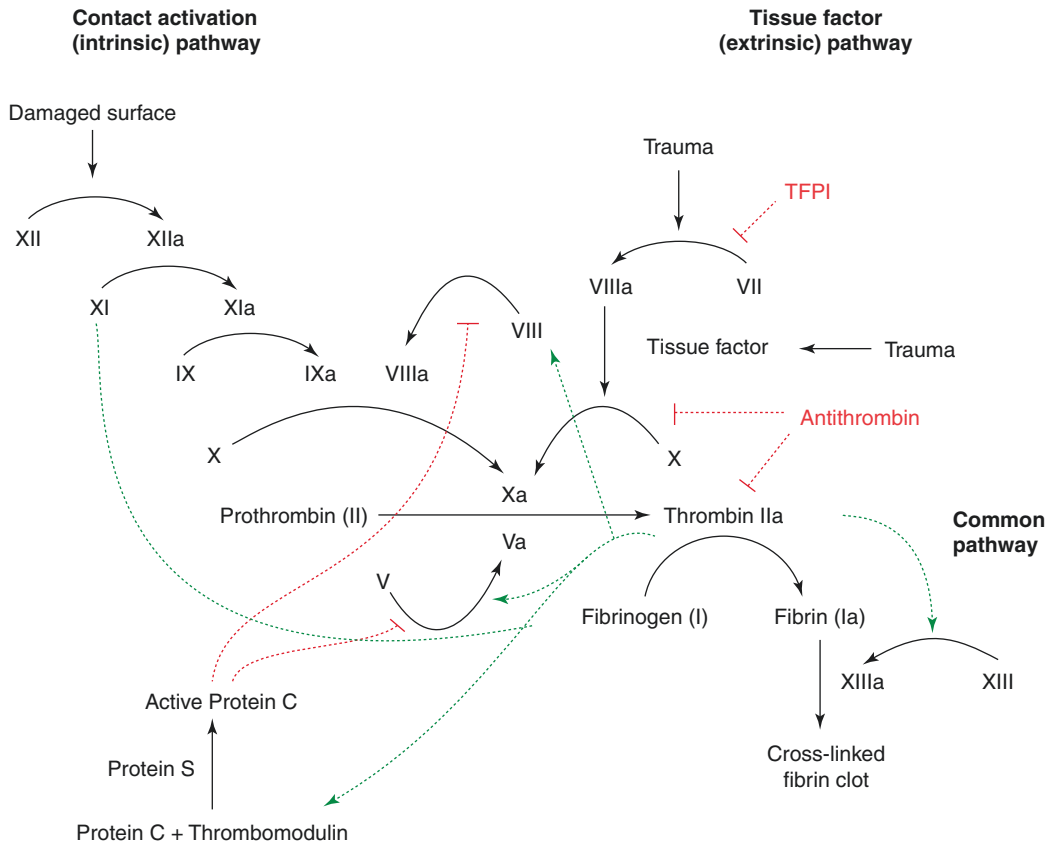 Contact activation
(intrinsic) pathway
Tissue factor
(extrinsic) pathway
Damaged surface
Trauma
TFPI
XII
XIIa
VIIIa
VII
XI
XIa
VIII
Tissue factor
Trauma
IX
IXa
VIIIa
Antithrombin
X
X
Xa
Prothrombin (II)
Thrombin IIa
Common
pathway
Va
V
Fibrinogen (I)
Fibrin (Ia)
XIIIa
XIII
Active Protein C
Protein S
Cross-linked
fibrin clot
Protein C + Thrombomodulin